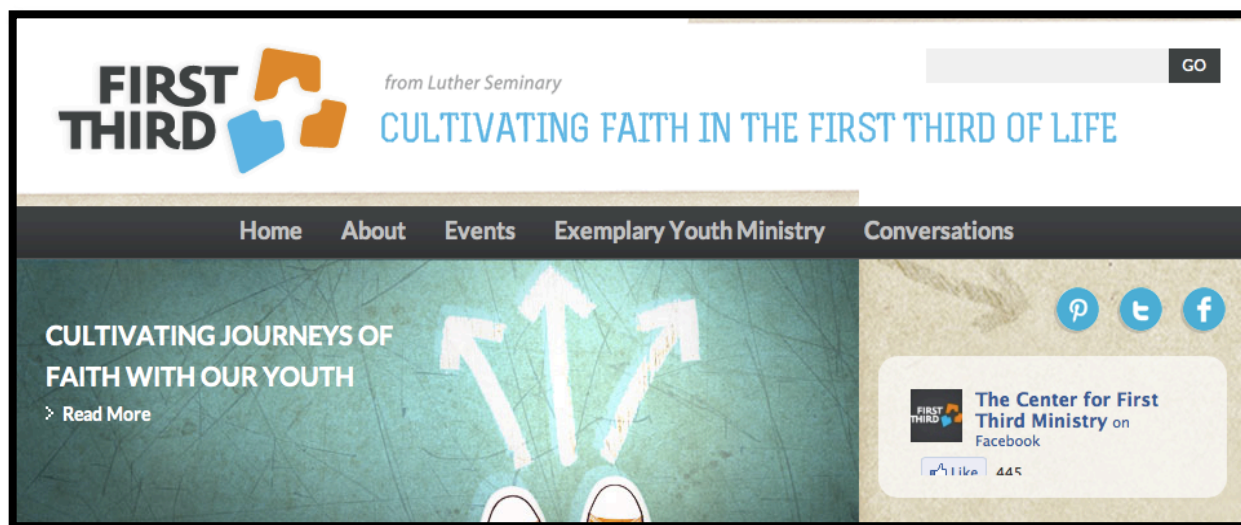 FIRST
THIRD
from Luther Seminary
CULTIVATING FAITH IN THE FIRST THIRD OF LIFE
GO
Home About Events Exemplary Youth Ministry Conversations
CULTIVATING JOURNEYS OF
FAITH WITH OUR YOUTH
> Read More
FIRST
THIRD
The Center for First
Third Ministry on
Facebook
Like 445